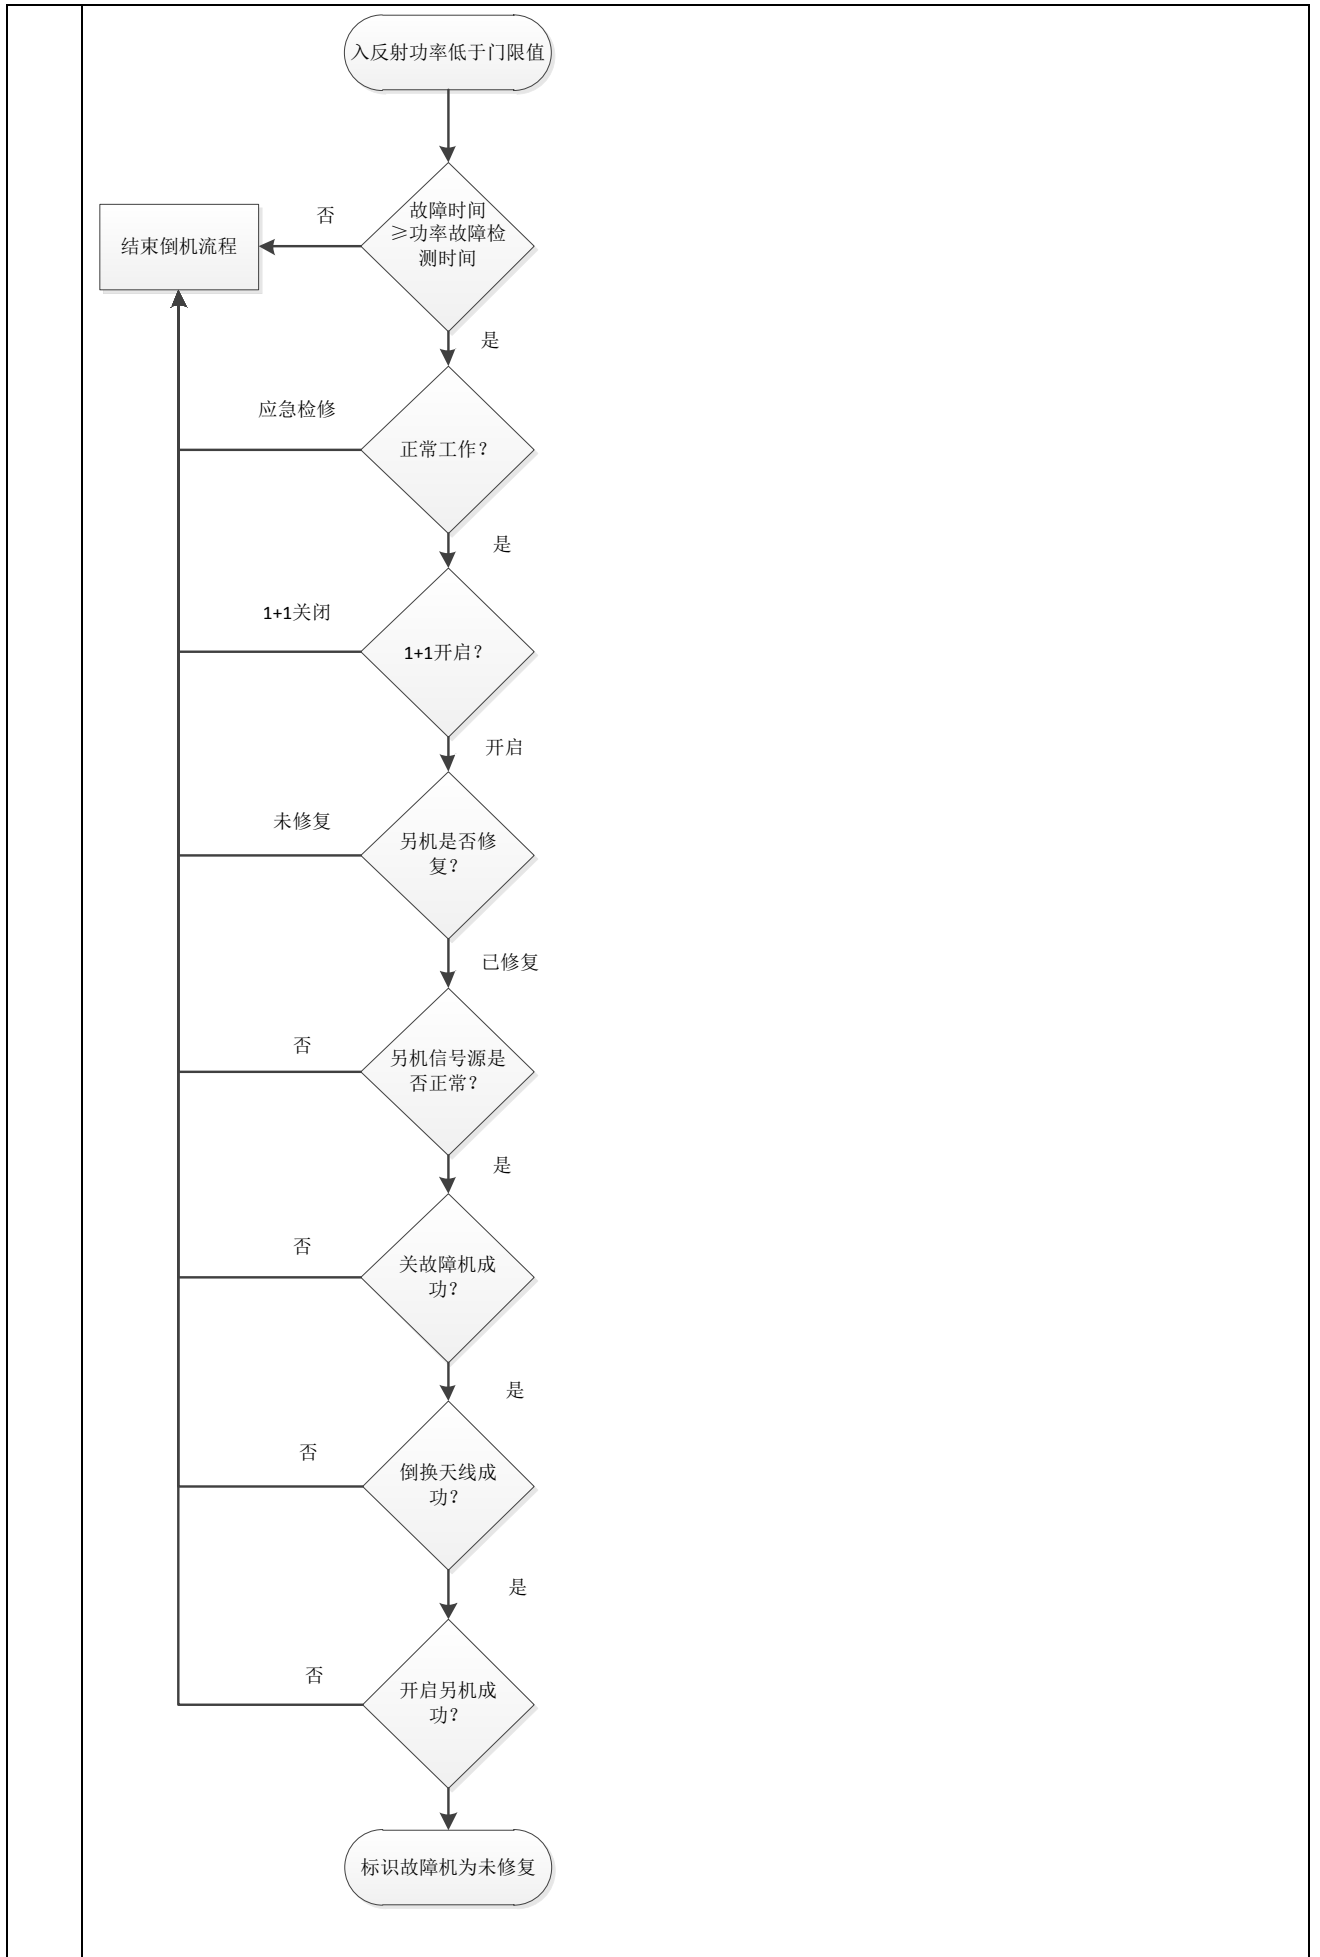 入反射功率低于门限值
故障时间
≥功率故障检
测时间
否
结束倒机流程
是
应急检修
正常工作？
是
1+1关闭
1+1开启？
开启
未修复
另机是否修
复？
已修复
否
另机信号源是
否正常？
是
否
关故障机成
功？
是
否
倒换天线成
功？
是
否
开启另机成
功？
标识故障机为未修复